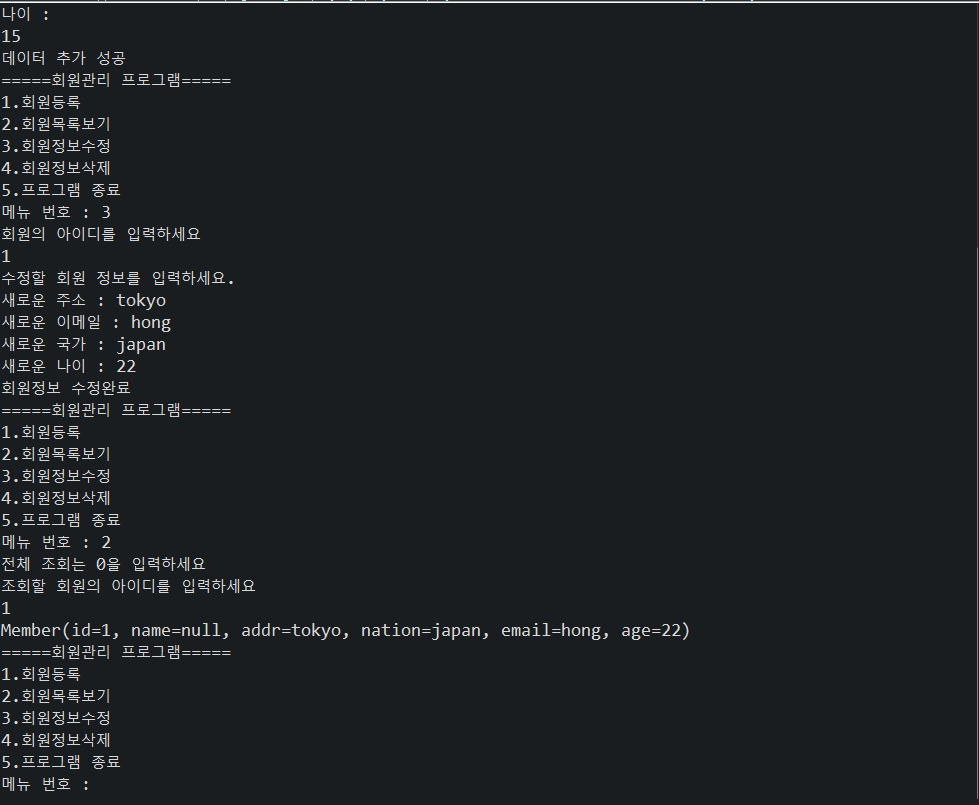 나이 :
15
데이터 추가 성공
=====회원관리 프로그램=====
1.회원등록
2.회원목록보기
3.회원정보수정
4.회원정보삭제
5.프로그램 종료
메뉴 번호 : 3
회원의 아이디를 입력하세요
1
수정할 회원 정보를 입력하세요.
새로운 주소 : tokyo
새로운 이메일 : hong
새로운 국가 : japan
새로운 나이 : 22
회원정보 수정완료
=====회원관리 프로그램=====
1.회원등록
2.회원목록보기
3.회원정보수정
4.회원정보삭제
5.프로그램 종료
메뉴 번호 : 2
전체 조회는 0을 입력하세요
조회할 회원의 아이디를 입력하세요
1
Member(id=1, name=null, addr=tokyo, nation=japan, email=hong, age=22)
=====회원관리 프로그램=====
1.회원등록
2.회원목록보기
3.회원정보수정
4.회원정보삭제
5.프로그램 종료
메뉴 번호 :